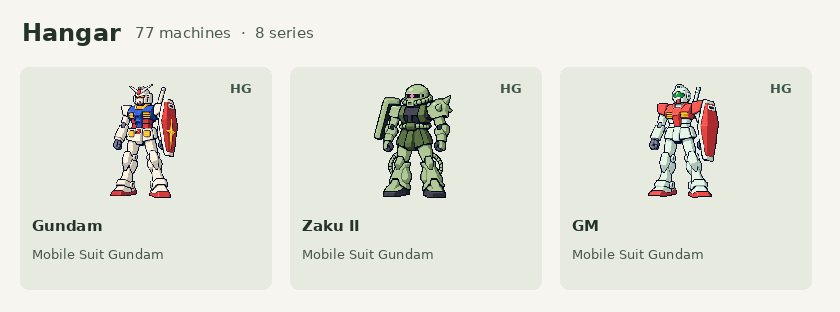 Hangar 77 machines · 8 series
HG
HG
HG
Gundam
Zaku II
GM
Mobile Suit Gundam
Mobile Suit Gundam
Mobile Suit Gundam